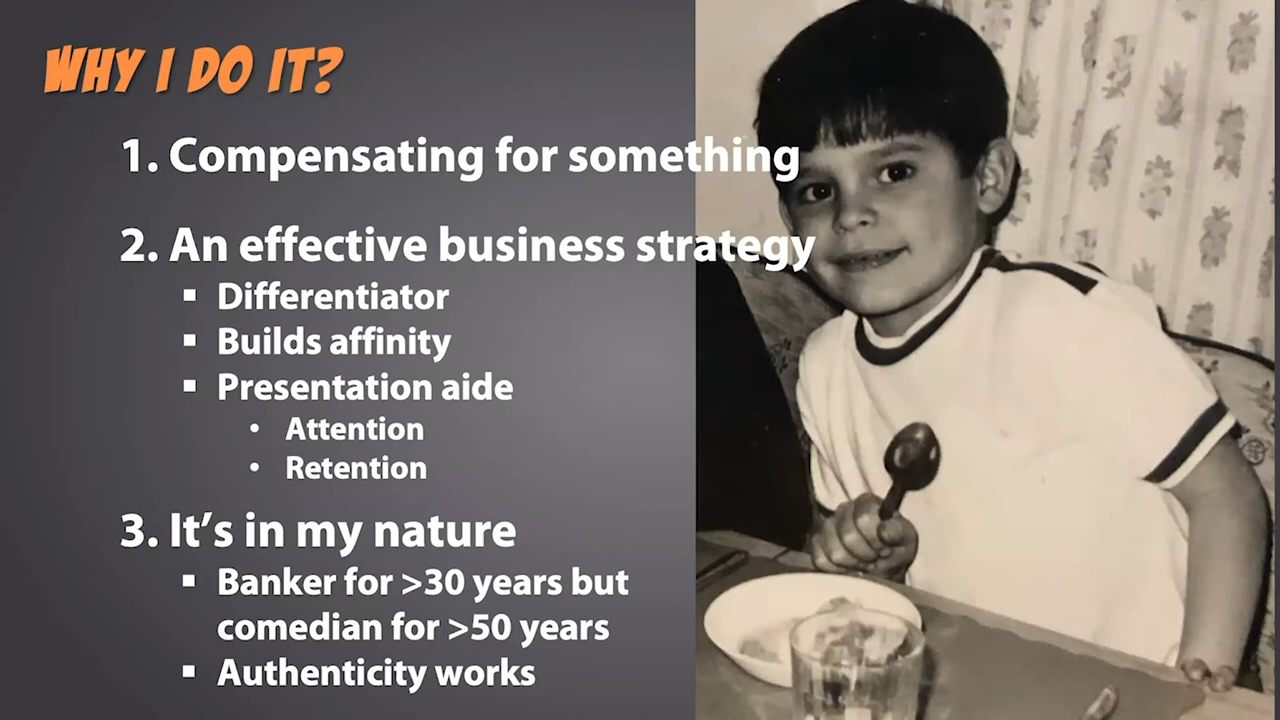 WHY I DO IT?
1. Compensating for something
2. An effective business strategy
▪ Differentiator
▪ Builds affinity
▪ Presentation aide
• Attention
• Retention
3. It’s in my nature
▪ Banker for >30 years but
comedian for >50 years
▪ Authenticity works